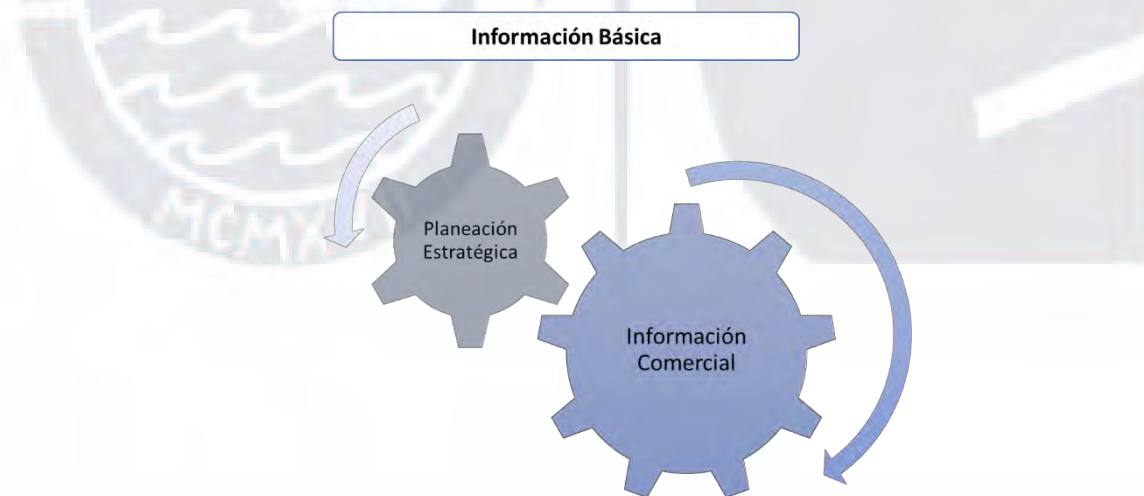 Información Básica
Planeación
Estratégica
Información
Comercial